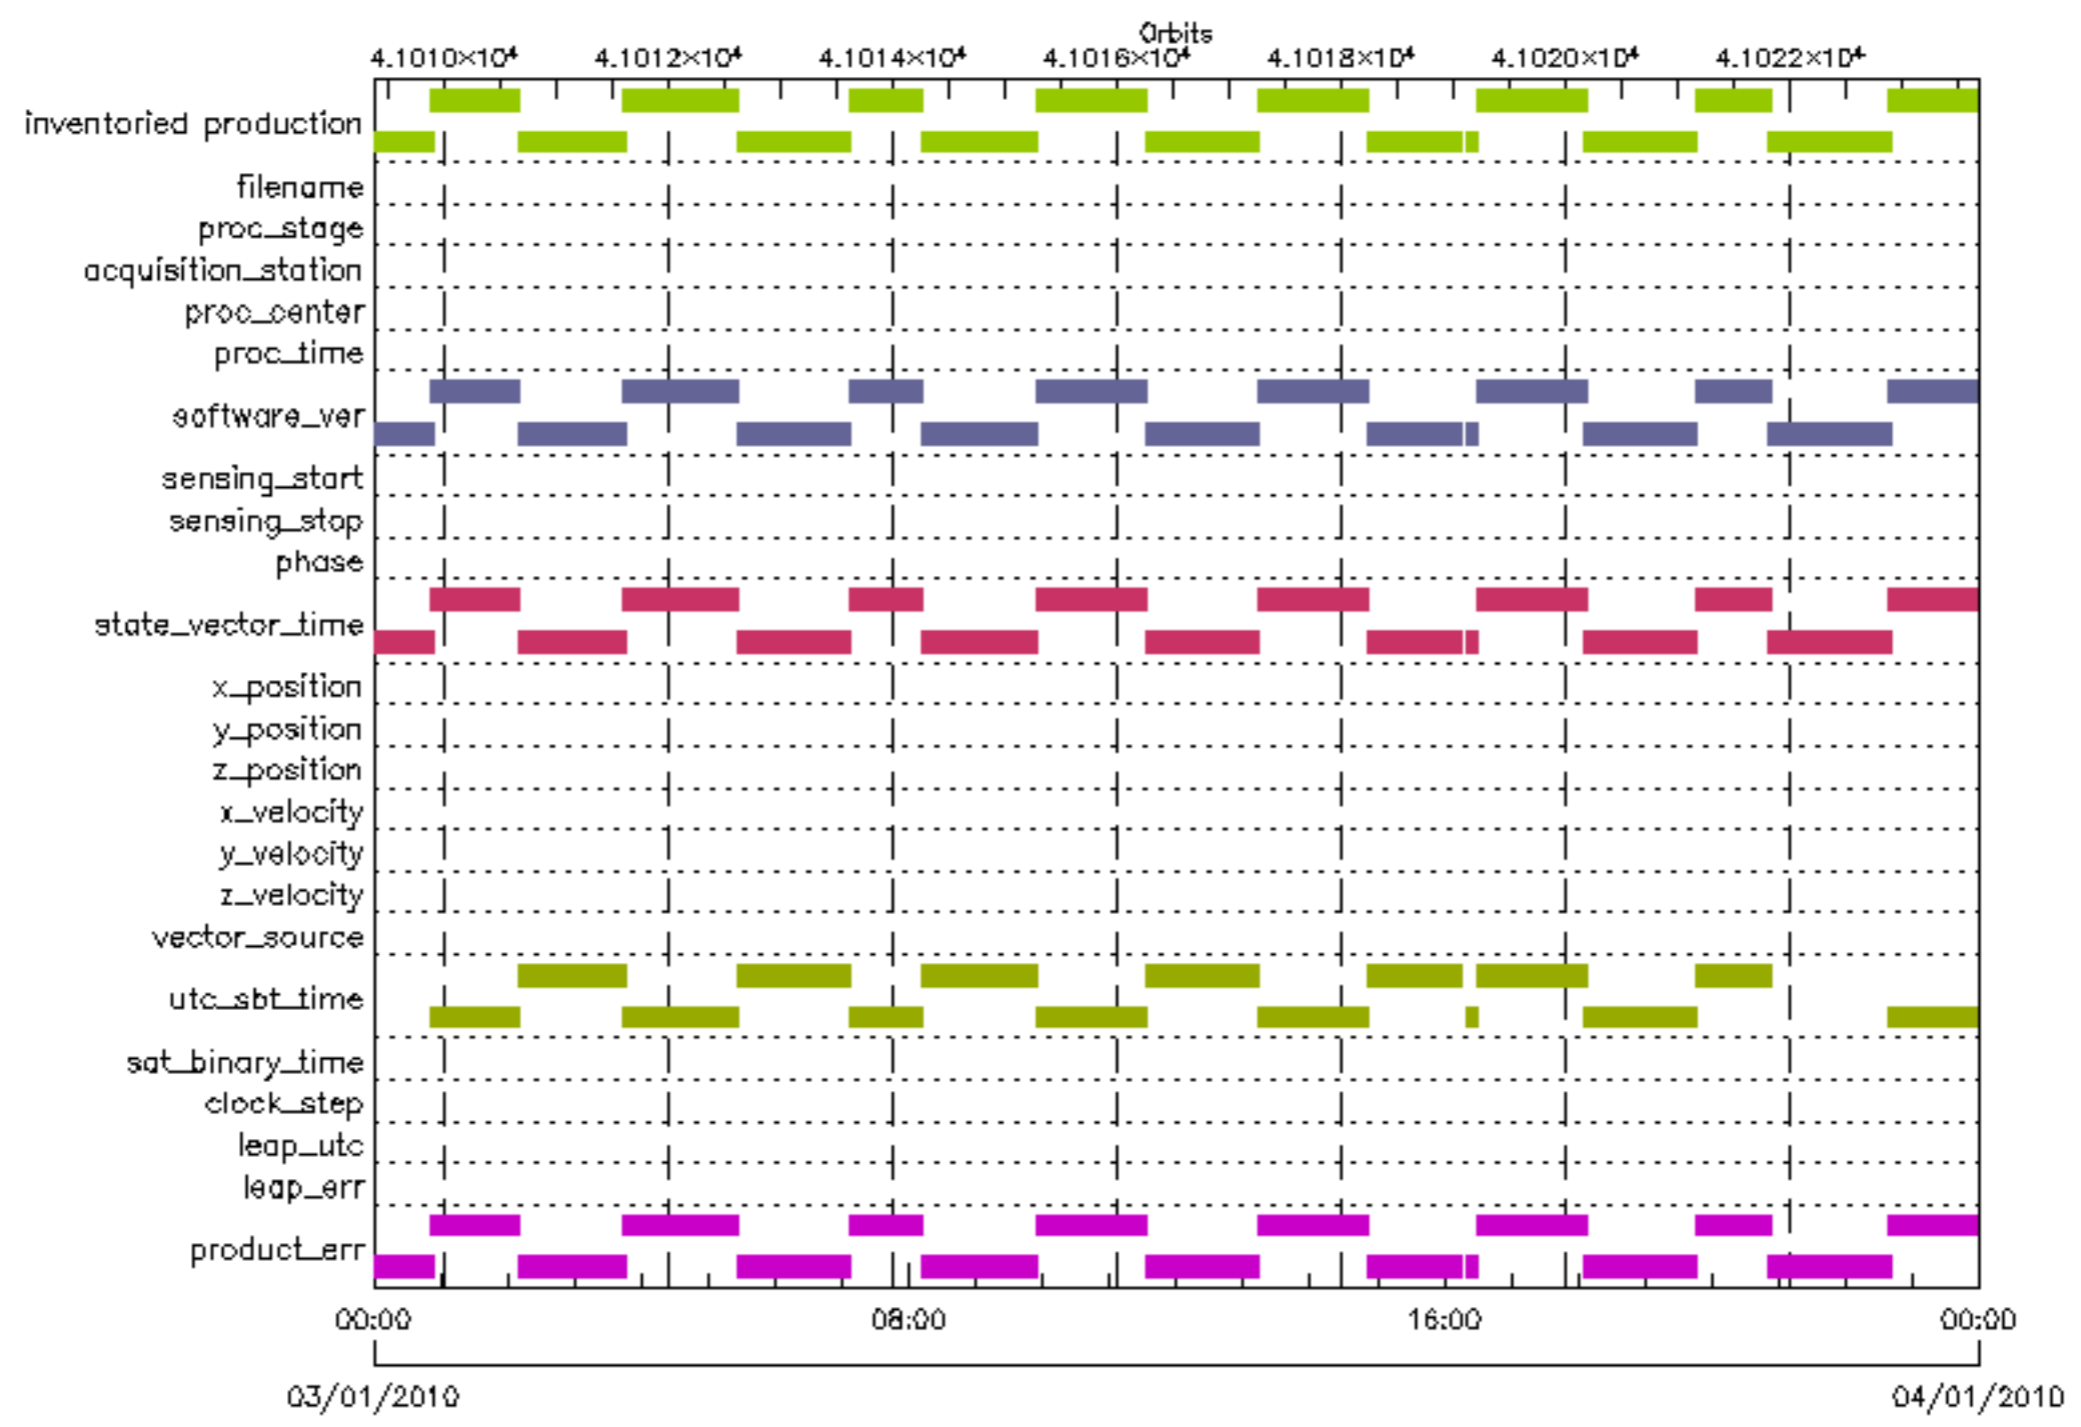 Orbits
4.1010×10⁴ 4.1012×10⁴ 4.1014×10⁴ 4.1016×10⁴ 4.1018×10⁴ 4.1020×10⁴ 4.1022×10⁴
inventoried production
filename
proc_stage
acquisition_station
proc_center
proc_time
software_ver
sensing_start
sensing_stop
phase
state_vector_time
x_position
y_position
z_position
x_velocity
y_velocity
z_velocity
vector_source
utc_sbt_time
sat_binary_time
clock_step
leap_utc
leap_err
product_err
00:00 08:00 16:00 00:00
03/01/2010 04/01/2010